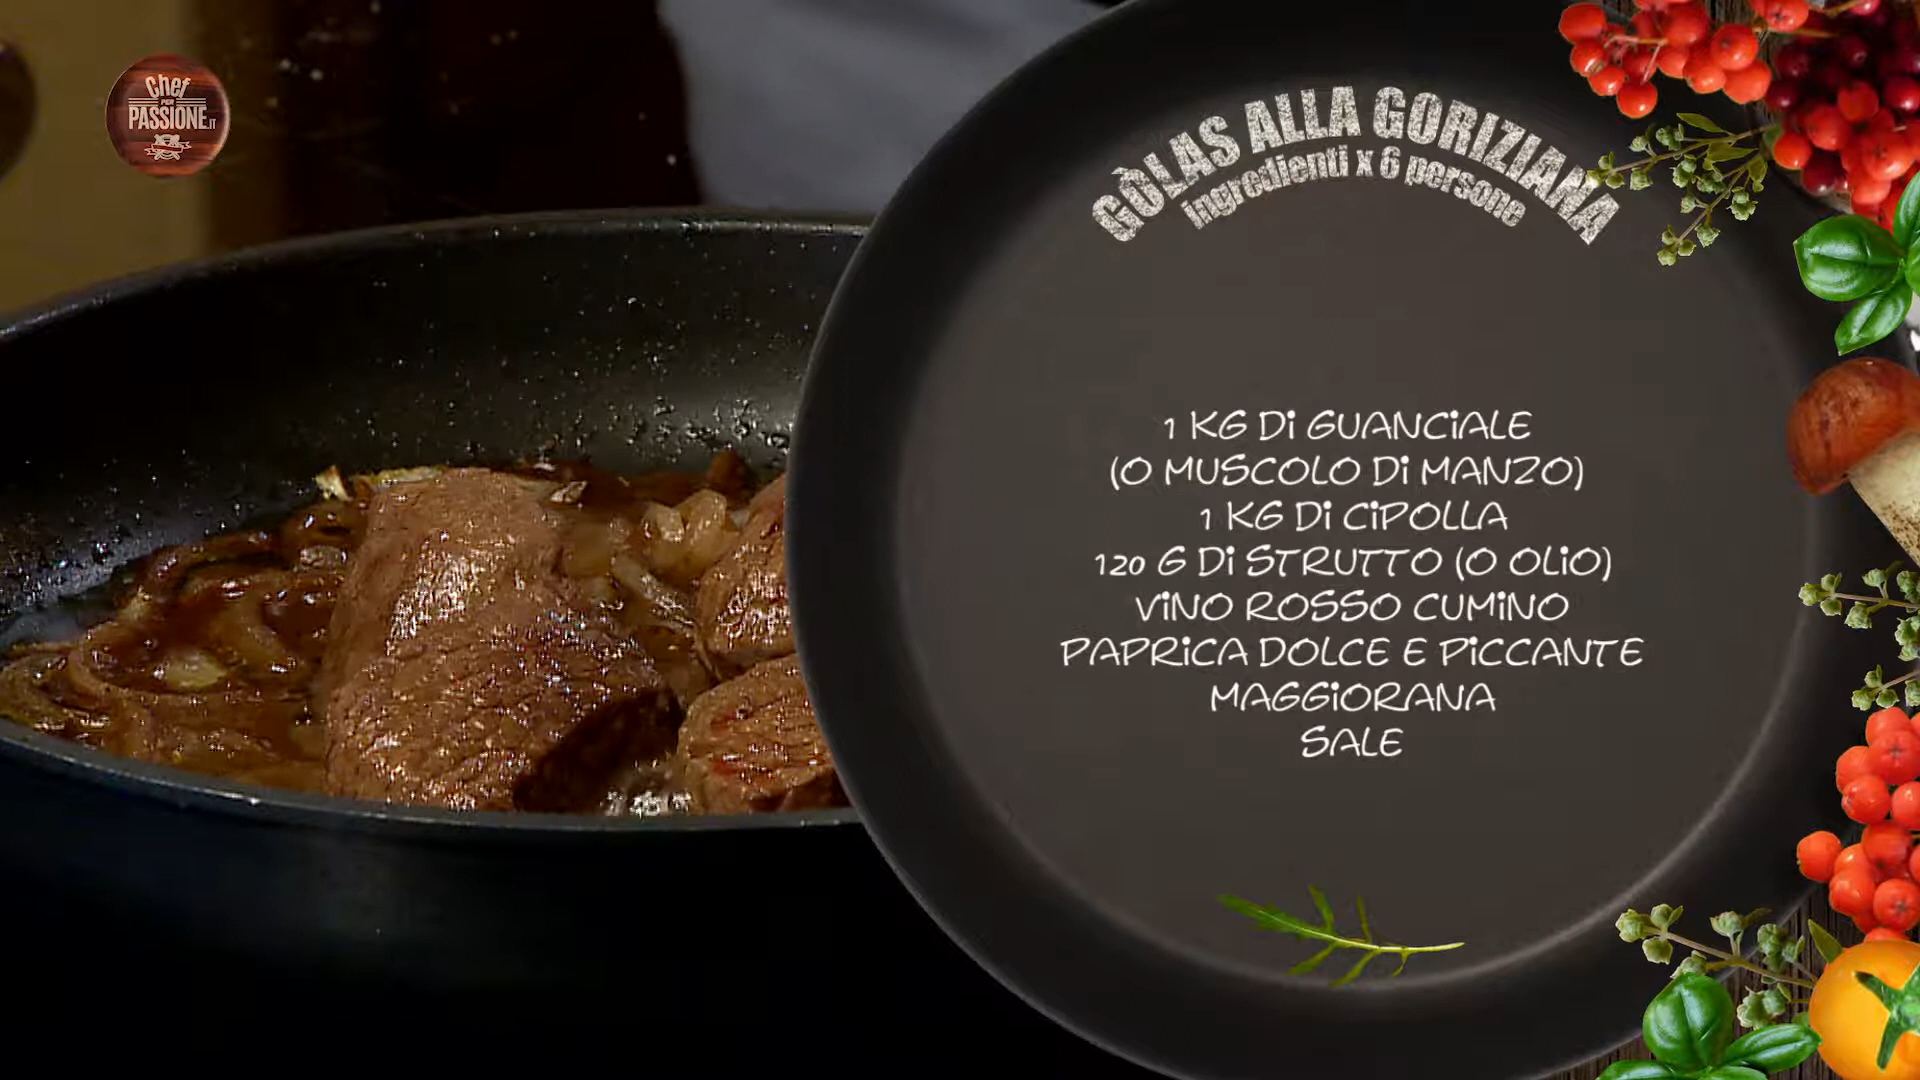 Chef
PER
PASSIONE.IT
GÒLAS ALLA GORIZIANA
ingredienti x 6 persone
1 KG Di GUANCiALE
(O MUSCOLO Di MANZO)
1 KG Di CiPOLLA
120 G Di STRUTTO (O OLiO)
ViNO ROSSO CUMiNO
PAPRiCA DOLCE E PiCCANTE
MAGGiORANA
SALE